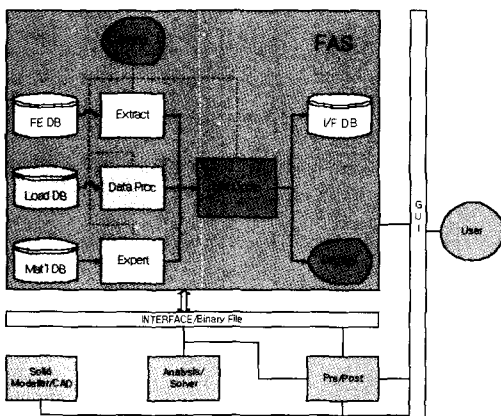 FAS
FE DB
Extract
I/F DB
Load DB
Data Proc
GUI
User
Mat'l DB
Expert
INTERFACE/Binary File
Solid
Modeller/CAD
Analysis/
Solver
Pre/Post